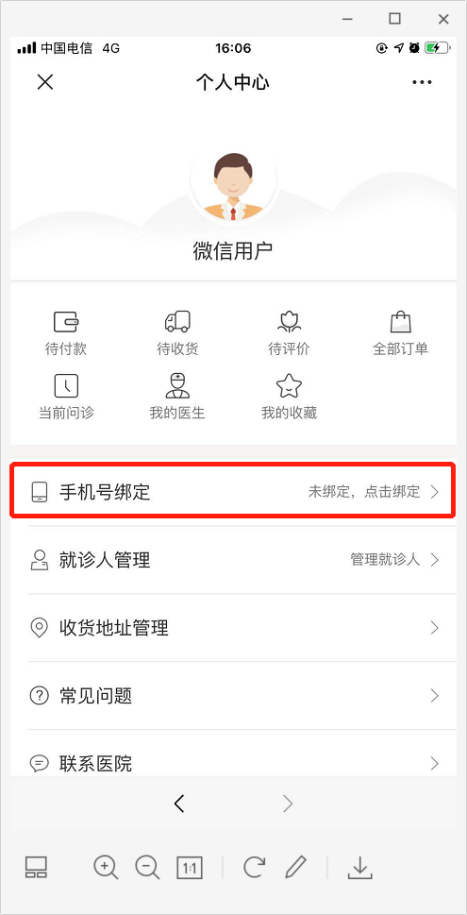 中国电信 4G 16:06
个人中心
微信用户
待付款 待收货 待评价 全部订单
当前问诊 我的医生 我的收藏
手机号绑定 未绑定，点击绑定
就诊人管理 管理就诊人
收货地址管理
常见问题
联系医院
1:1